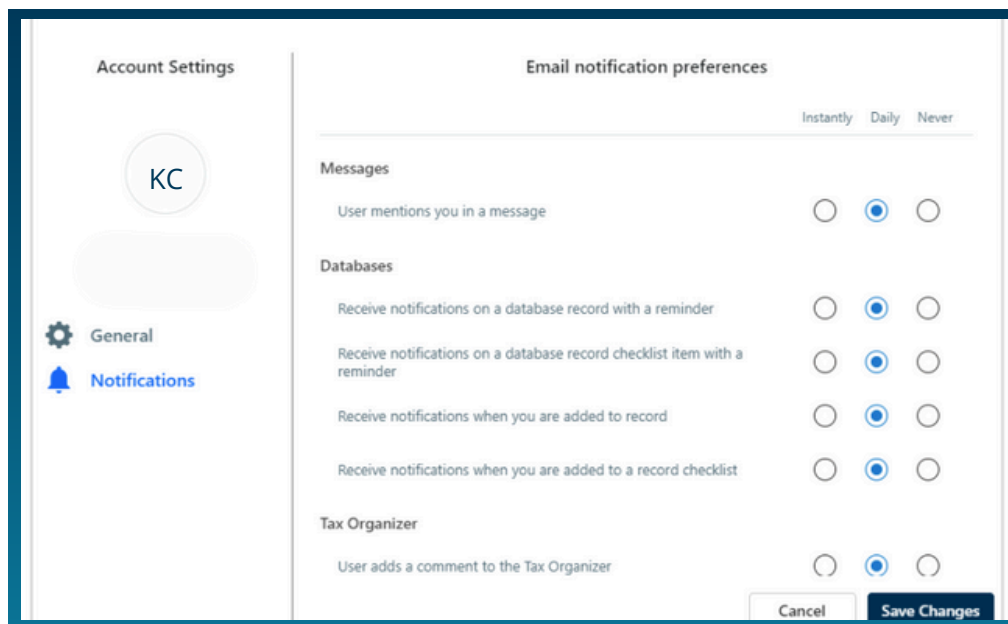 Account Settings
KC
General
Notifications
Email notification preferences
Instantly Daily Never
Messages
User mentions you in a message
Databases
Receive notifications on a database record with a reminder
Receive notifications on a database record checklist item with a
reminder
Receive notifications when you are added to record
Receive notifications when you are added to a record checklist
Tax Organizer
User adds a comment to the Tax Organizer
Cancel Save Changes